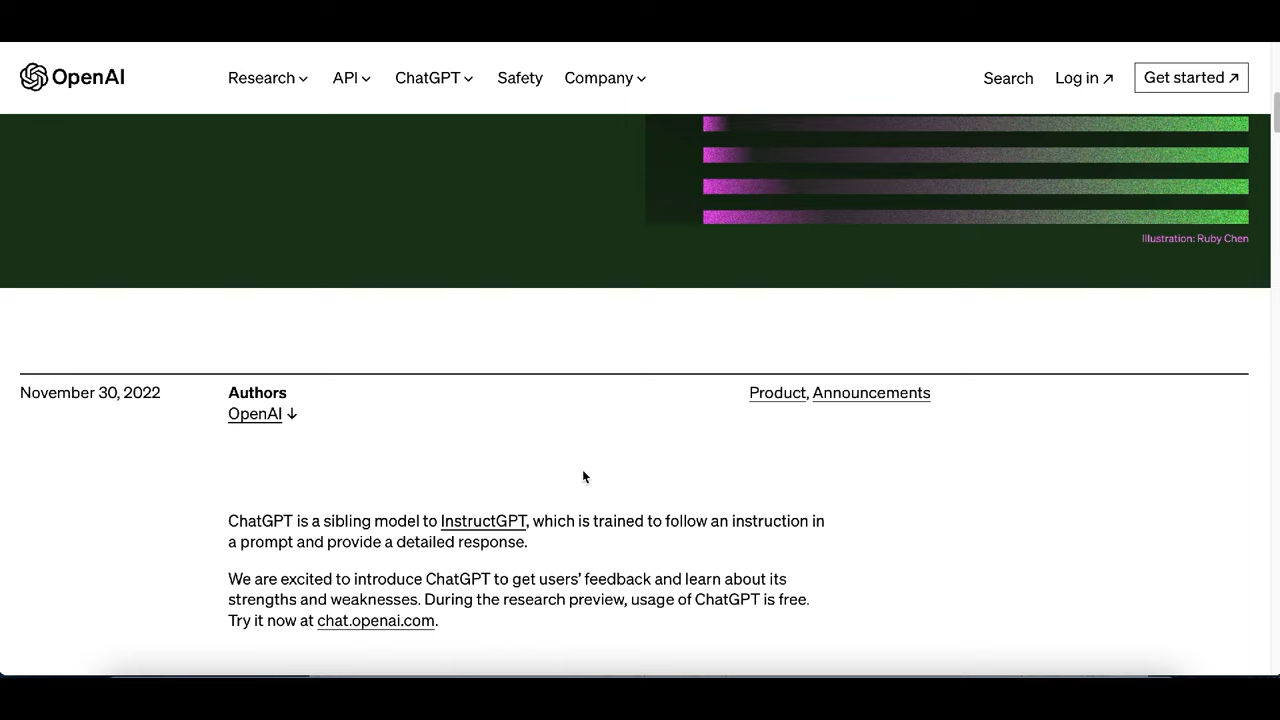 OpenAI
Research API ChatGPT Safety Company Search Log in ↗ Get started ↗
Illustration: Ruby Chen
November 30, 2022 Authors Product, Announcements
OpenAI ↓
ChatGPT is a sibling model to InstructGPT, which is trained to follow an instruction in
a prompt and provide a detailed response.
We are excited to introduce ChatGPT to get users’ feedback and learn about its
strengths and weaknesses. During the research preview, usage of ChatGPT is free.
Try it now at chat.openai.com.